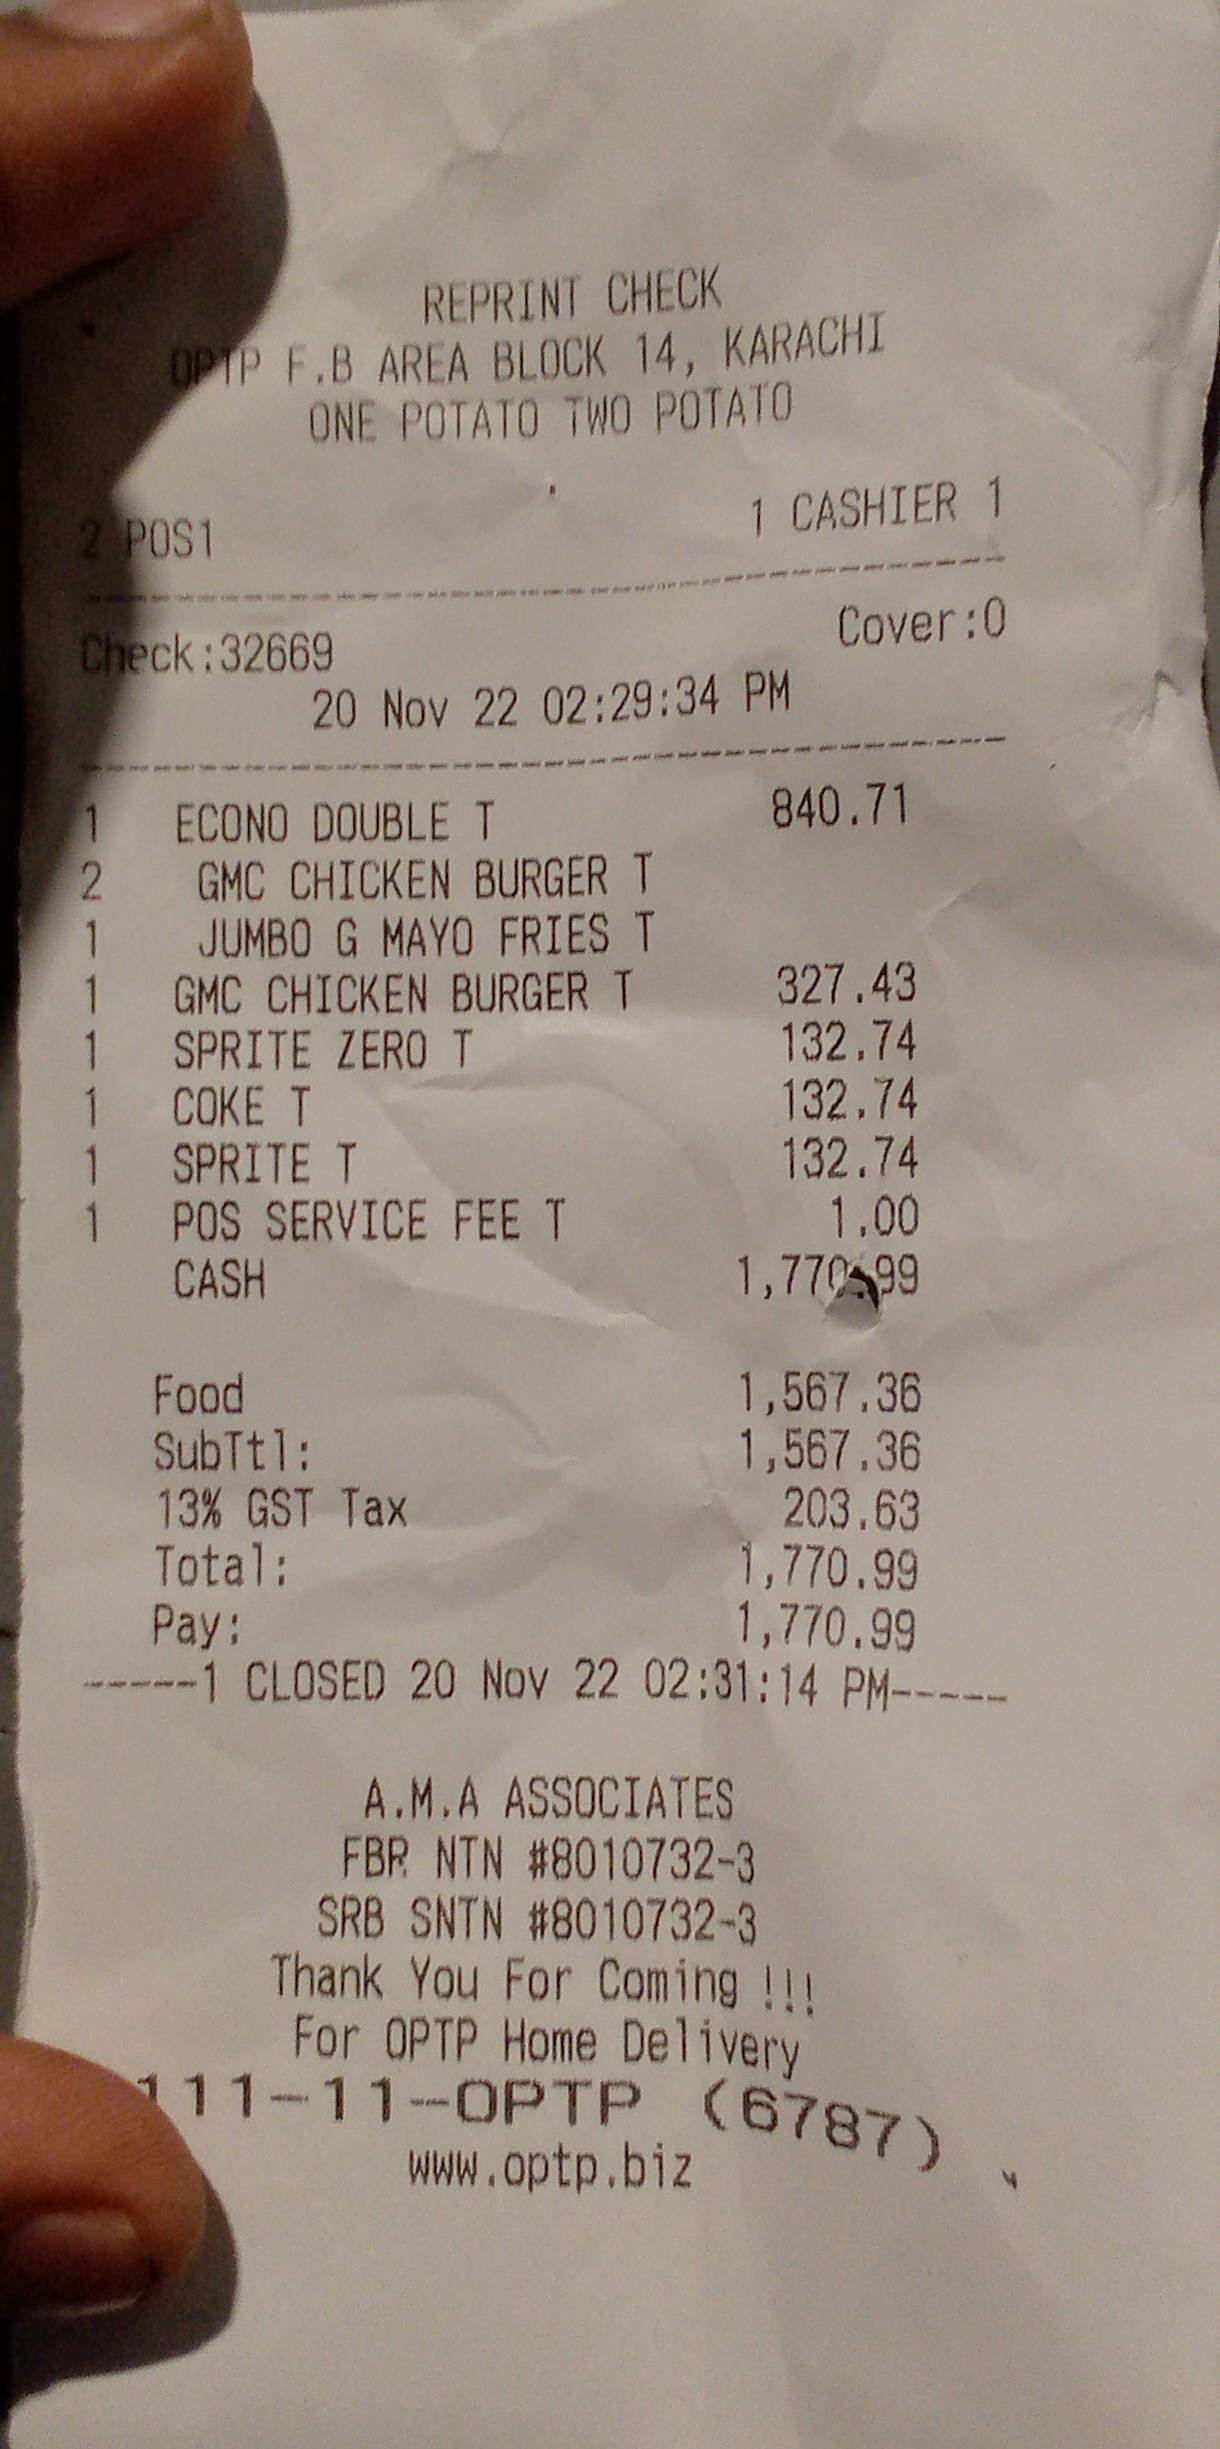 REPRINT CHECK
OPTP F.B AREA BLOCK 14, KARACHI
ONE POTATO TWO POTATO
2 POS1 1 CASHIER 1
Check:32669 Cover:0
20 Nov 22 02:29:34 PM
1 ECONO DOUBLE T 840.71
2 GMC CHICKEN BURGER T
1 JUMBO G MAYO FRIES T
1 GMC CHICKEN BURGER T 327.43
1 SPRITE ZERO T 132.74
1 COKE T 132.74
1 SPRITE T 132.74
1 POS SERVICE FEE T 1.00
CASH 1,770.99
Food 1,567.36
SubTtl: 1,567.36
13% GST Tax 203.63
Total: 1,770.99
Pay: 1,770.99
-----1 CLOSED 20 Nov 22 02:31:14 PM-----
A.M.A ASSOCIATES
FBR NTN #8010732-3
SRB SNTN #8010732-3
Thank You For Coming !!!
For OPTP Home Delivery
111-11-OPTP (6787)
www.optp.biz